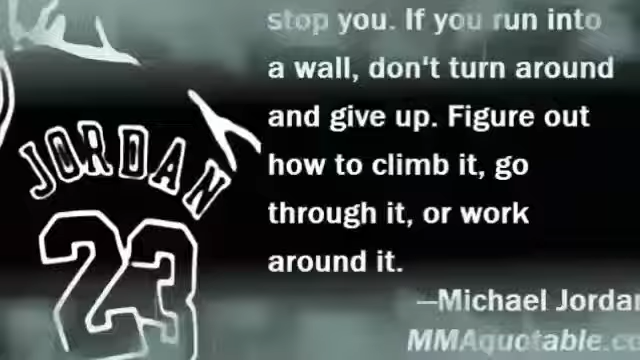 JORDAN
23
stop you. If you run into
a wall, don't turn around
and give up. Figure out
how to climb it, go
through it, or work
around it.
—Michael Jordan
MMAquotable.co